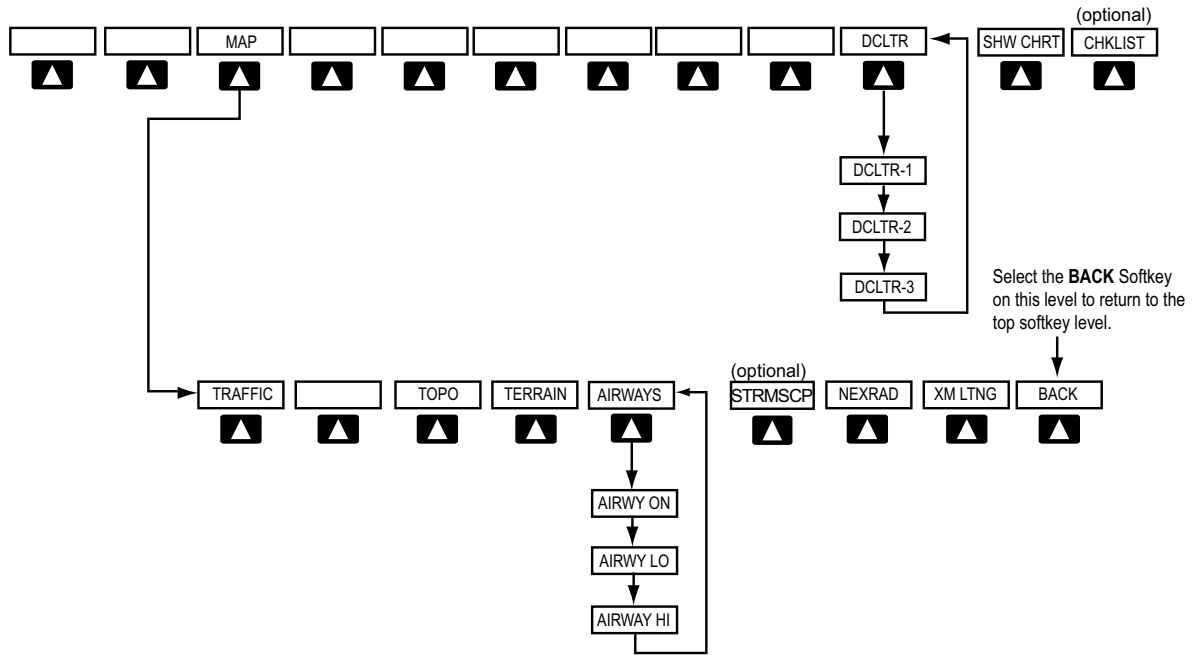 (optional)
MAP
DCLTR
SHW CHRT
CHKLIST
DCLTR-1
DCLTR-2
DCLTR-3
Select the BACK Softkey
on this level to return to the
top softkey level.
(optional)
TRAFFIC
TOPO
TERRAIN
AIRWAYS
STRMSCP
NEXRAD
XM LTNG
BACK
AIRWY ON
AIRWY LO
AIRWAY HI